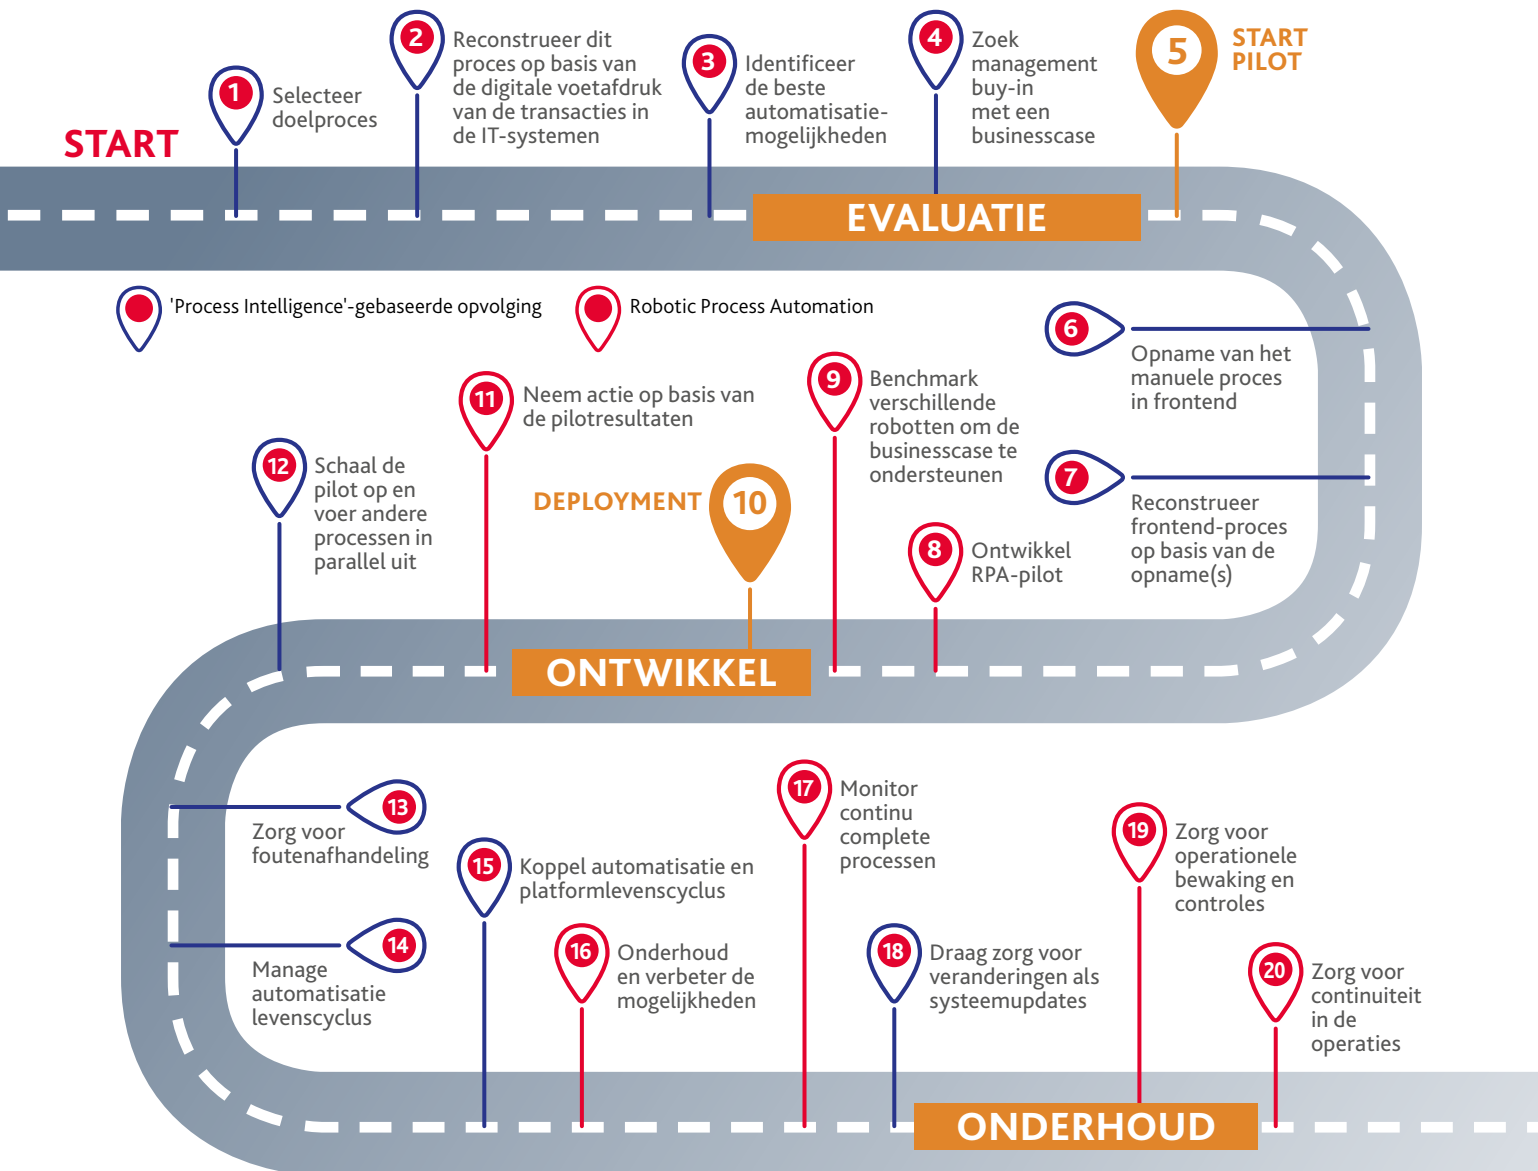 START
1
Selecteer
doelproces
2
Reconstrueer dit
proces op basis van
de digitale voetafdruk
van de transacties in
de IT-systemen
3
Identificeer
de beste
automatisatie-
mogelijkheden
4
Zoek
management
buy-in
met een
businesscase
5
START
PILOT
EVALUATIE
'Process Intelligence'-gebaseerde opvolging
Robotic Process Automation
6
Opname van het
manuele proces
in frontend
7
Reconstrueer
frontend-proces
op basis van de
opname(s)
8
Ontwikkel
RPA-pilot
9
Benchmark
verschillende
robotten om de
businesscase te
ondersteunen
DEPLOYMENT
10
ONTWIKKEL
11
Neem actie op basis van
de pilotresultaten
12
Schaal de
pilot op en
voer andere
processen in
parallel uit
13
Zorg voor
foutenafhandeling
14
Manage
automatisatie
levenscyclus
15
Koppel automatisatie en
platformlevenscyclus
16
Onderhoud
en verbeter de
mogelijkheden
17
Monitor
continu
complete
processen
18
Draag zorg voor
veranderingen als
systeemupdates
19
Zorg voor
operationele
bewaking en
controles
20
Zorg voor
continuiteit
in de
operaties
ONDERHOUD